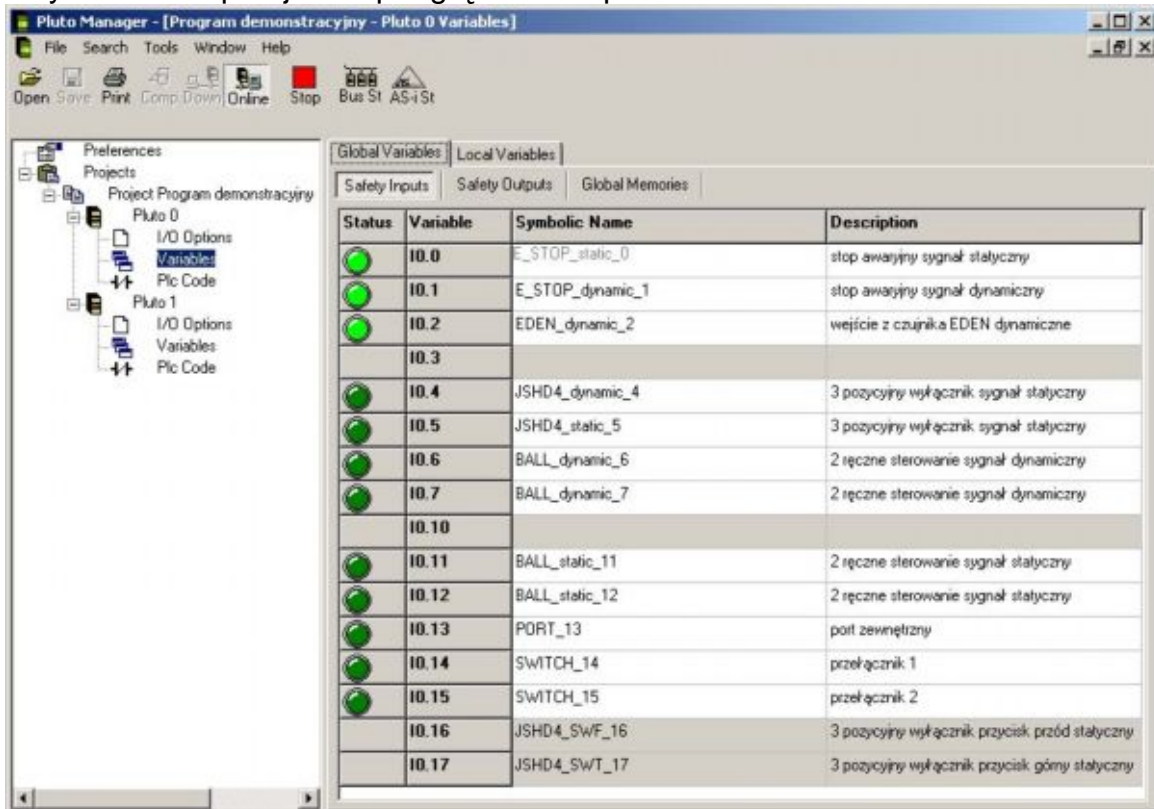 Pluto Manager - [Program demonstracyjny - Pluto 0 Variables]
File Search Tools Window Help
Open Save Print Comp Down Online Stop Bus St AS-i St
Preferences
Projects
Project Program demonstracyjny
Pluto 0
I/O Options
Variables
Plc Code
Pluto 1
I/O Options
Variables
Plc Code
Global Variables Local Variables
Safety Inputs Safety Outputs Global Memories
Status Variable Symbolic Name Description
I0.0 E_STOP_static_0 stop awaryjny sygnał statyczny
I0.1 E_STOP_dynamic_1 stop awaryjny sygnał dynamiczny
I0.2 EDEN_dynamic_2 wejście z czujnika EDEN dynamiczne
I0.3
I0.4 JSHD4_dynamic_4 3 pozycyjny wyłącznik sygnał statyczny
I0.5 JSHD4_static_5 3 pozycyjny wyłącznik sygnał statyczny
I0.6 BALL_dynamic_6 2 ręczne sterowanie sygnał dynamiczny
I0.7 BALL_dynamic_7 2 ręczne sterowanie sygnał dynamiczny
I0.10
I0.11 BALL_static_11 2 ręczne sterowanie sygnał statyczny
I0.12 BALL_static_12 2 ręczne sterowanie sygnał statyczny
I0.13 PORT_13 port zewnętrzny
I0.14 SWITCH_14 przełącznik 1
I0.15 SWITCH_15 przełącznik 2
I0.16 JSHD4_SWF_16 3 pozycyjny wyłącznik przycisk przód statyczny
I0.17 JSHD4_SWT_17 3 pozycyjny wyłącznik przycisk górny statyczny